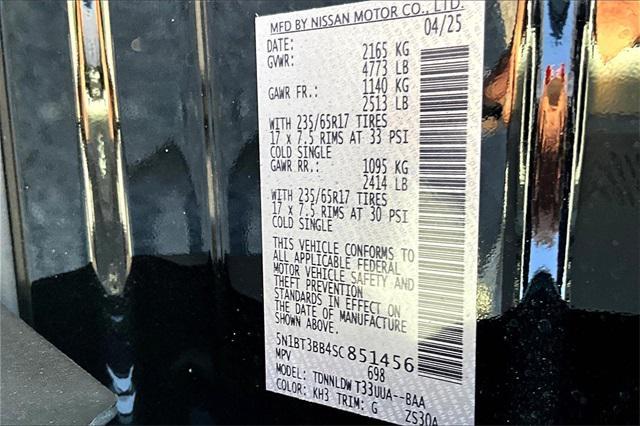 MFD BY NISSAN MOTOR CO., LTD.
DATE: 04/25
GVWR: 2165 KG
4773 LB
GAWR FR.: 1140 KG
2513 LB
WITH 235/65R17 TIRES
17 x 7.5 RIMS AT 33 PSI
COLD SINGLE
GAWR RR.: 1095 KG
2414 LB
WITH 235/65R17 TIRES
17 x 7.5 RIMS AT 30 PSI
COLD SINGLE
THIS VEHICLE CONFORMS TO
ALL APPLICABLE FEDERAL
MOTOR VEHICLE SAFETY AND
THEFT PREVENTION
STANDARDS IN EFFECT ON
THE DATE OF MANUFACTURE
SHOWN ABOVE.
5N1BT3BB4SC851456
MPV 698
MODEL: TDNNLDWT33UUA--BAA
COLOR: KH3 TRIM: G ZS30A